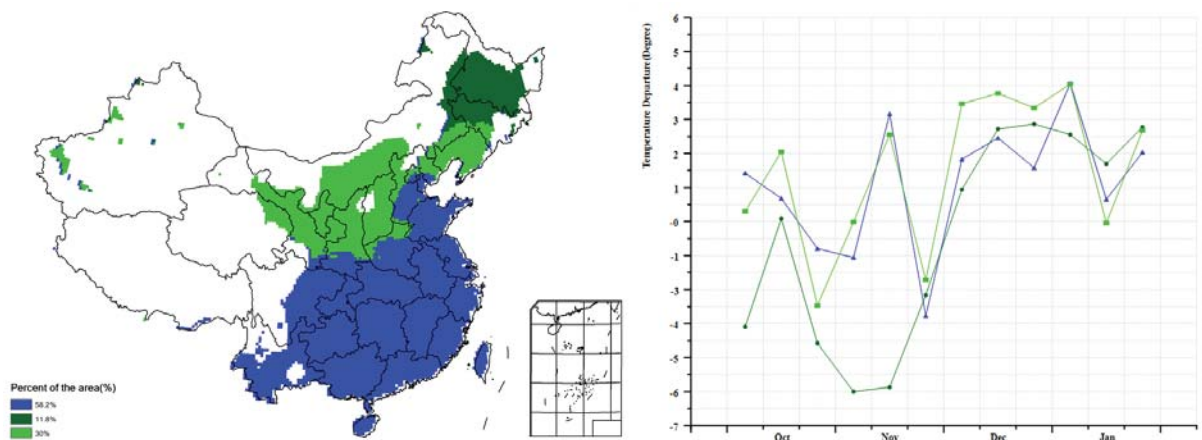 Percent of the area(%)
58.2%
11.8%
30%
Temperature Departure(Degree)
6
5
4
3
2
1
-0
-1
-2
-3
-4
-5
-6
-7
Oct
Nov
Dec
Jan